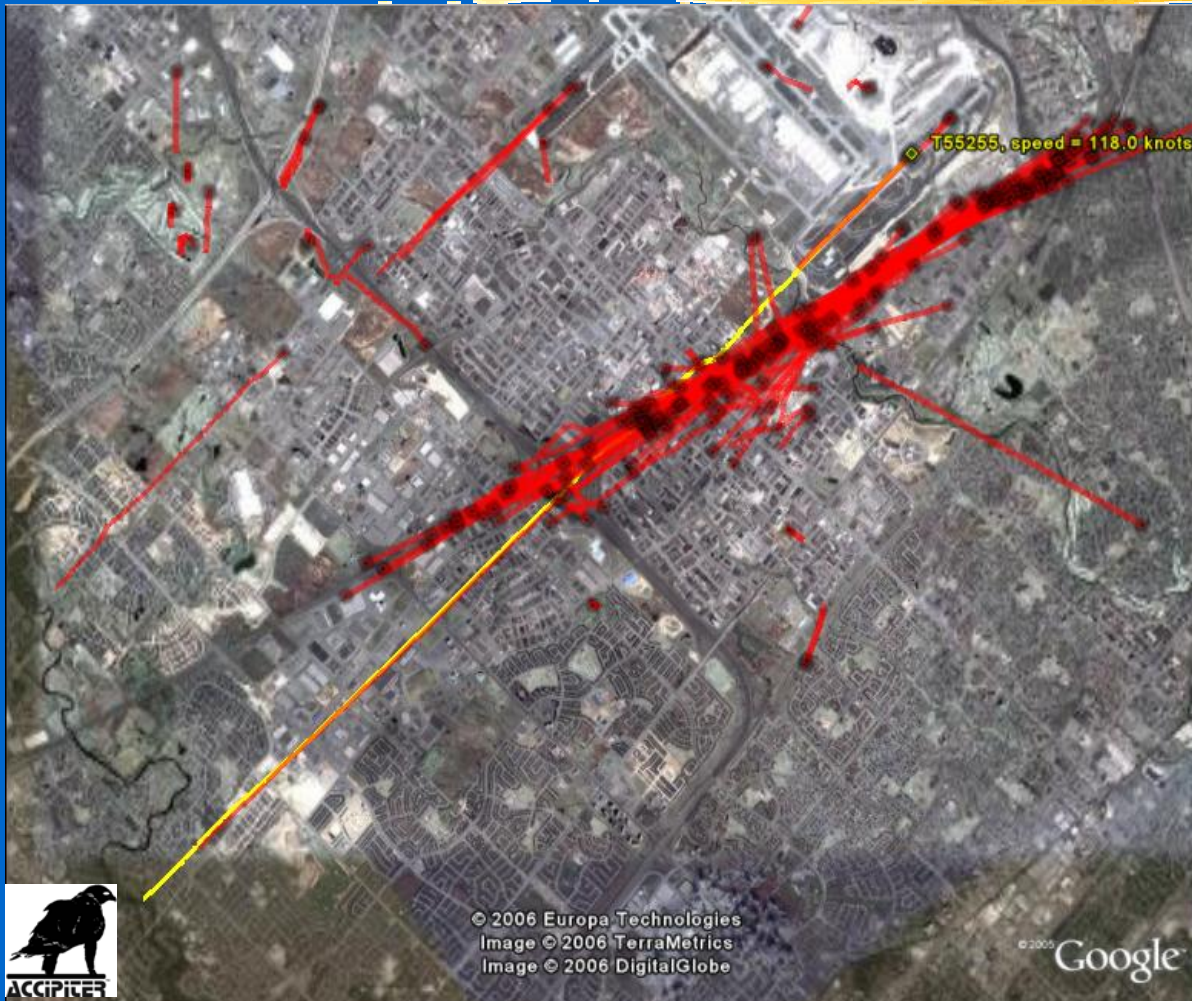 T55255, speed = 118.0 knots
© 2006 Europa Technologies
Image © 2006 TerraMetrics
Image © 2006 DigitalGlobe
© 2005 Google
ACCIPITER